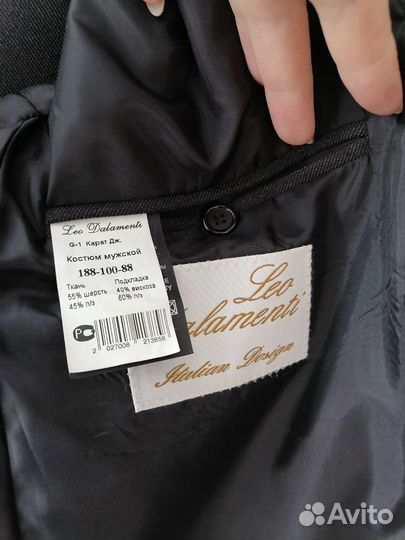 Leo Dalamenti
G-1 Карат Дж.
Костюм мужской
188-100-88
Ткань Подкладка
55% шерсть 40% вискоза
45% п/э 60% п/э
2 027008 213858
Leo
Dalamenti
Italian Design
Avito